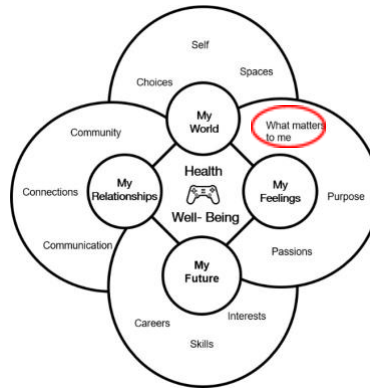 Self
Spaces
Choices
My
World
What matters
to me
Community
Health
My
Relationships
My
Feelings
Connections
Purpose
Well- Being
Communication
Passions
My
Future
Interests
Careers
Skills